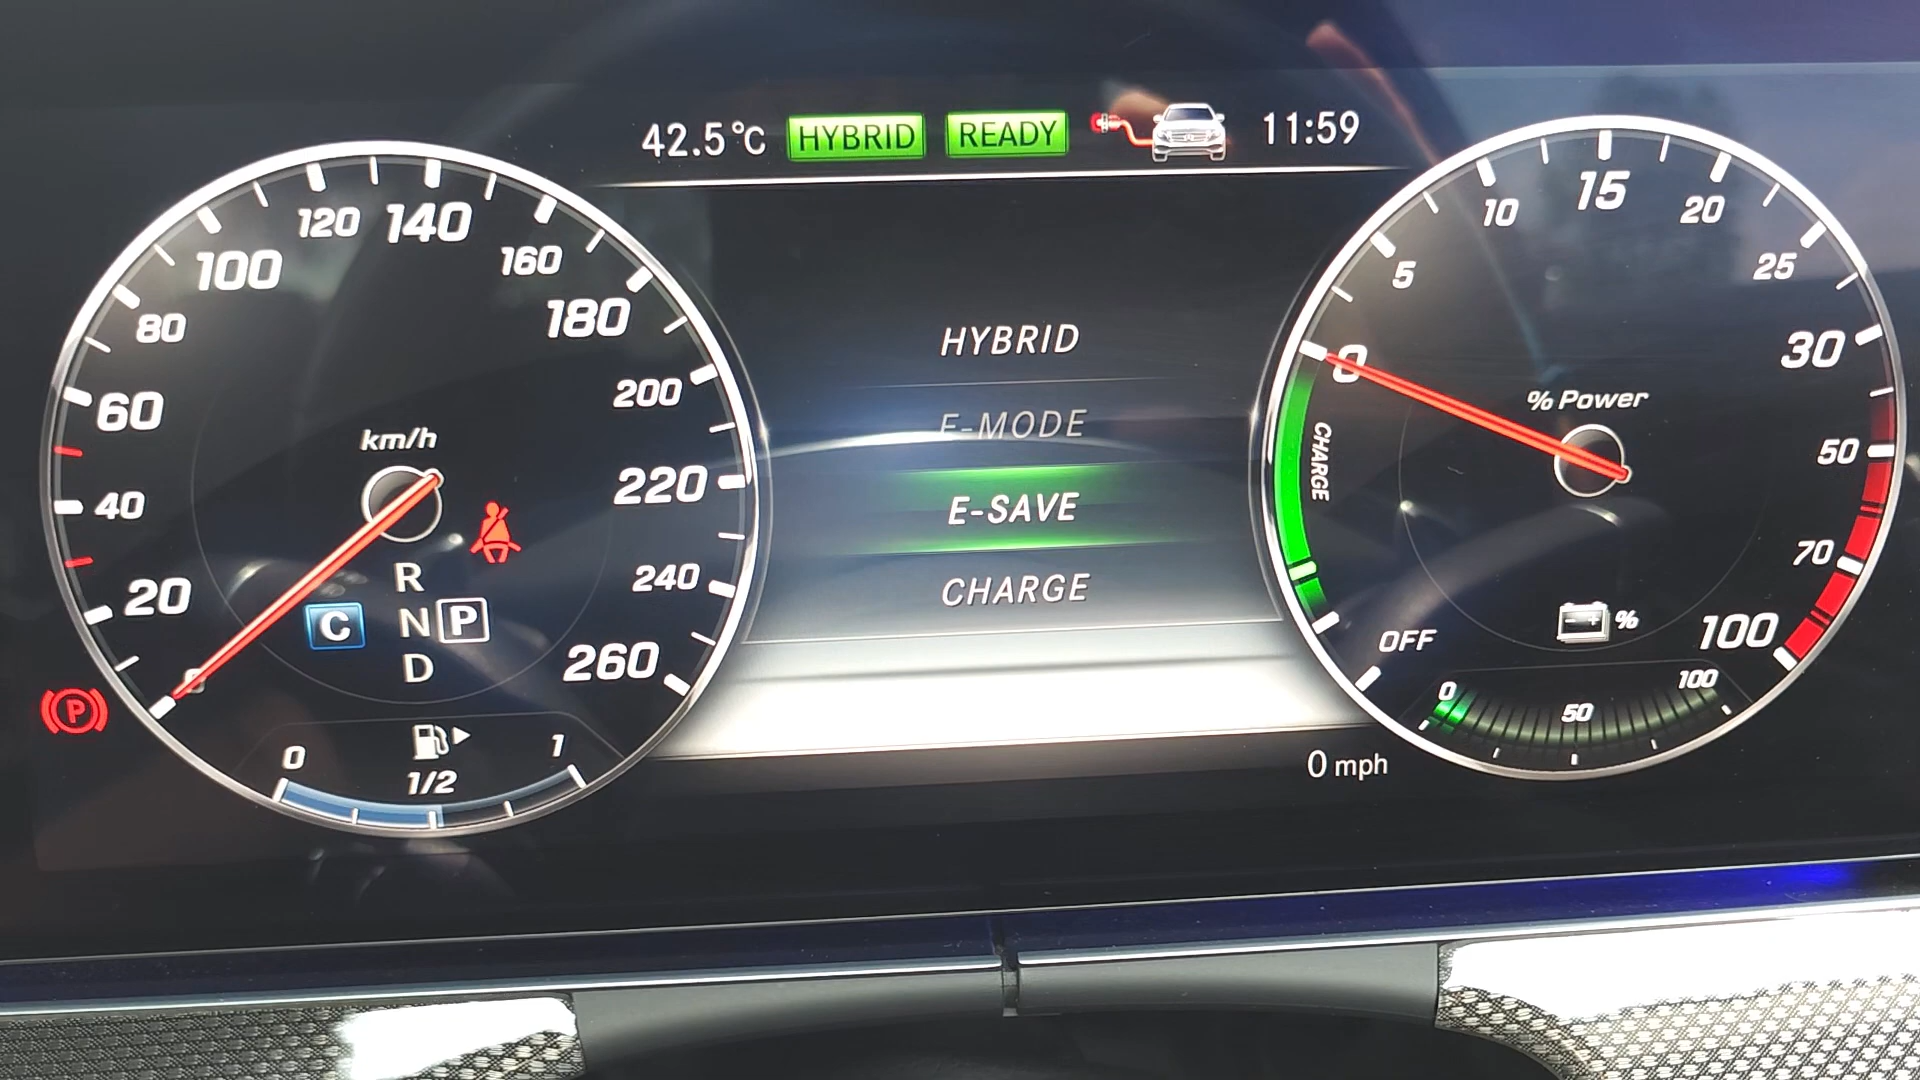 42.5°C HYBRID READY 11:59
HYBRID
E-MODE
E-SAVE
CHARGE
0 mph
km/h
0
20
40
60
80
100
120
140
160
180
200
220
240
260
R
C N P
D
P
0 1
1/2
% Power
OFF
CHARGE
0
5
10
15
20
25
30
50
70
100
%
0 50 100